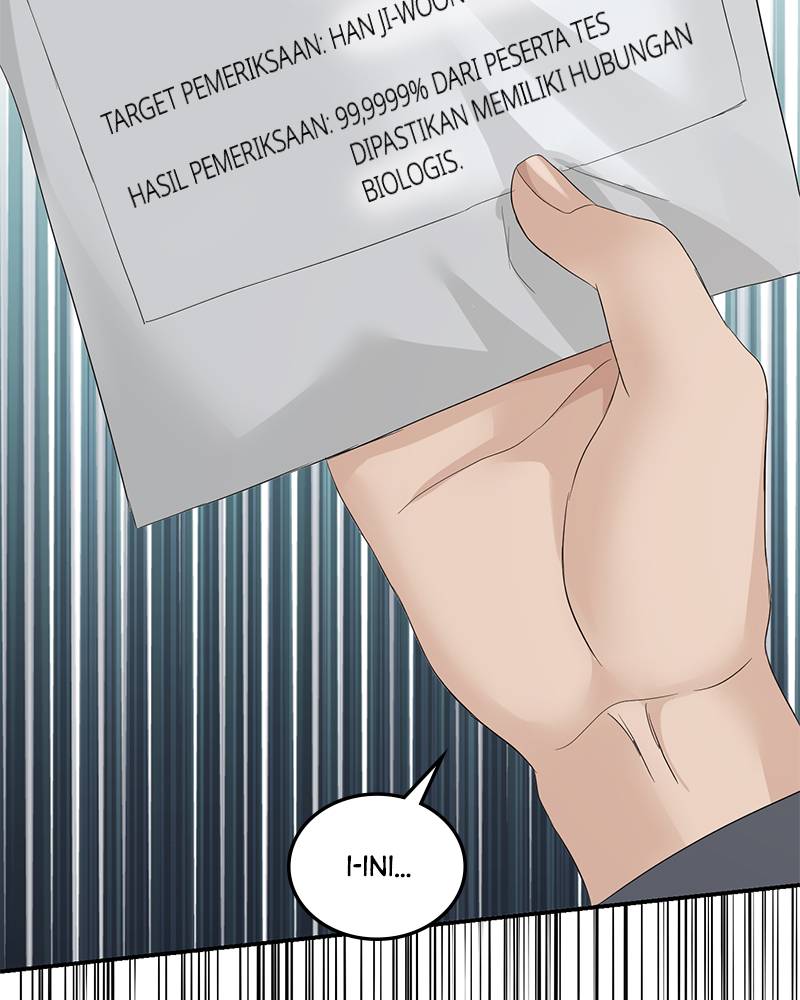 TARGET PEMERIKSAAN: HAN JI-WOON
HASIL PEMERIKSAAN: 99,9999% DARI PESERTA TES
DIPASTIKAN MEMILIKI HUBUNGAN
BIOLOGIS.
I-INI...